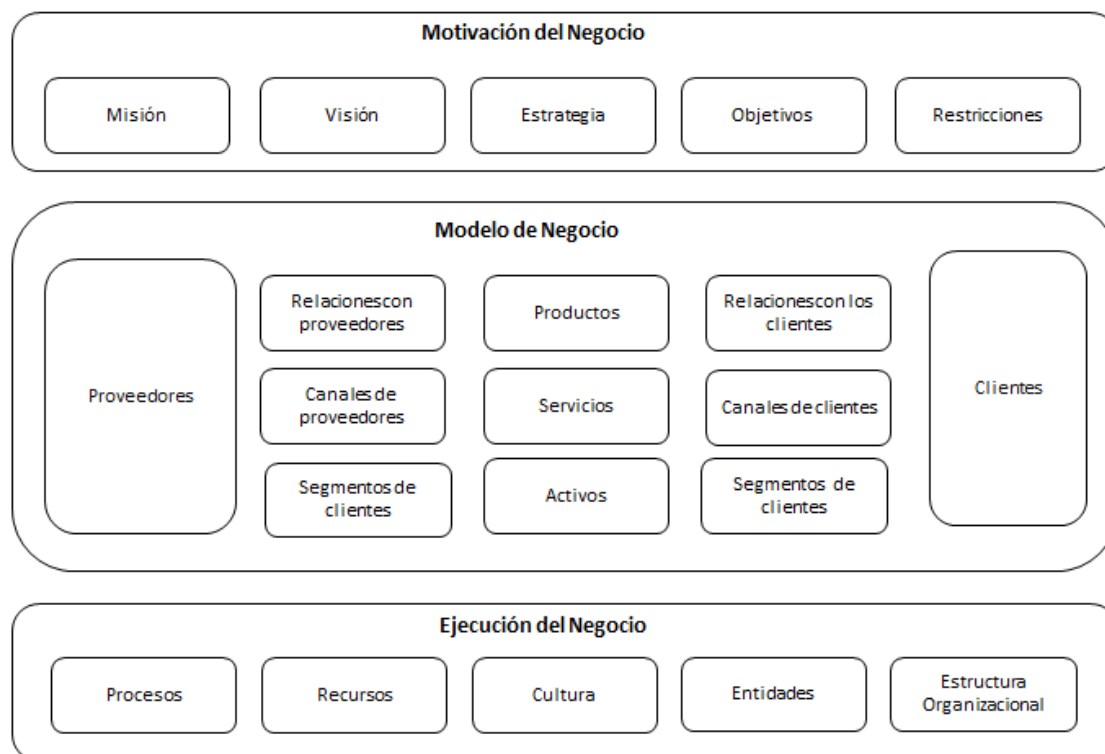 Motivación del Negocio
Misión
Visión
Estrategia
Objetivos
Restricciones
Modelo de Negocio
Proveedores
Relacionescon
proveedores
Productos
Relacionescon los
clientes
Clientes
Canales de
proveedores
Servicios
Canales de clientes
Segmentos de
clientes
Activos
Segmentos de
clientes
Ejecución del Negocio
Procesos
Recursos
Cultura
Entidades
Estructura
Organizacional